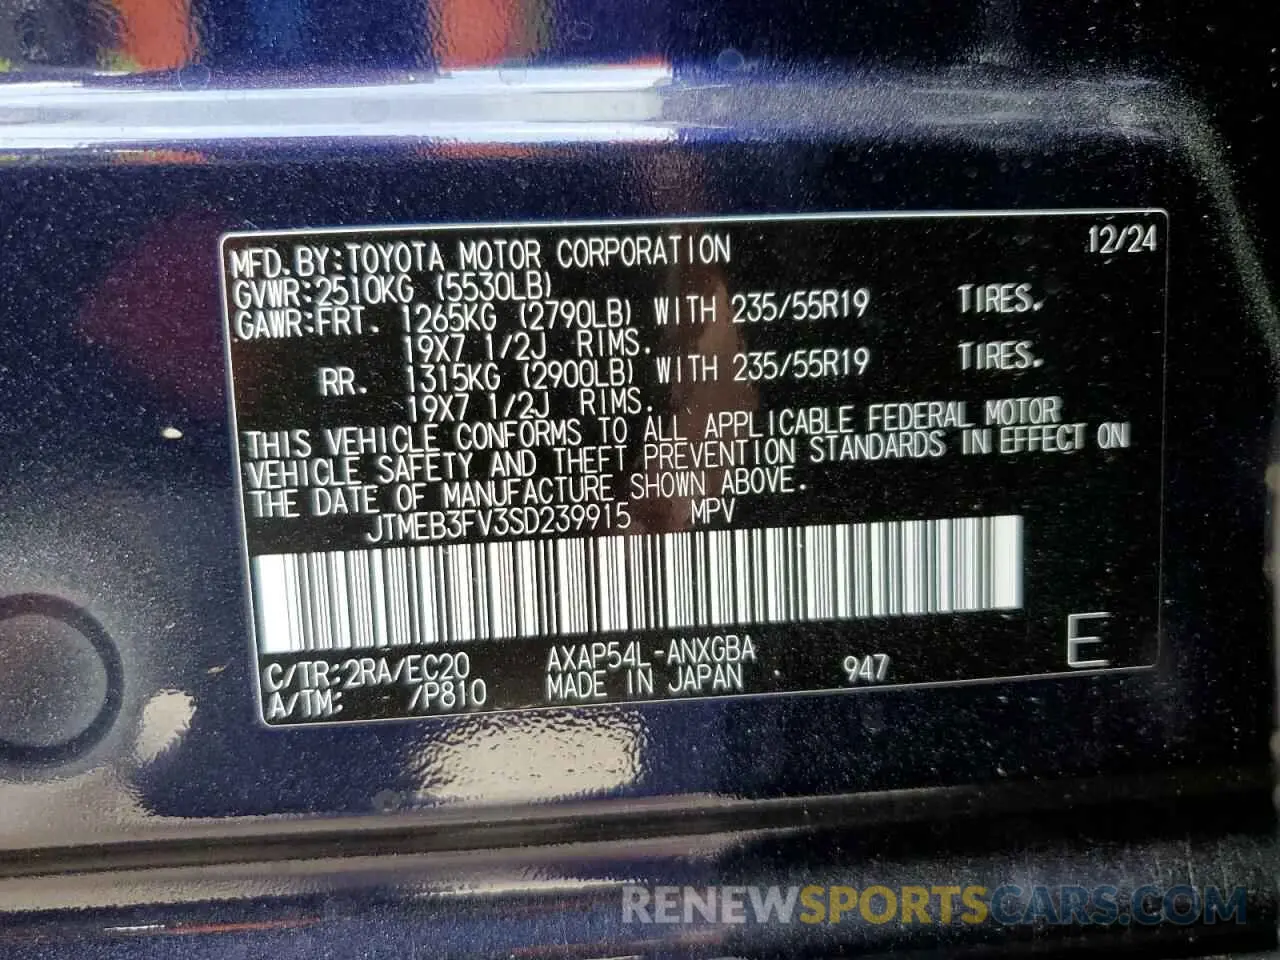 MFD.BY:TOYOTA MOTOR CORPORATION 12/24
GVWR:2510KG (5530LB)
GAWR:FRT. 1265KG (2790LB) WITH 235/55R19 TIRES.
19X7 1/2J RIMS.
RR. 1315KG (2900LB) WITH 235/55R19 TIRES.
19X7 1/2J RIMS.
THIS VEHICLE CONFORMS TO ALL APPLICABLE FEDERAL MOTOR
VEHICLE SAFETY AND THEFT PREVENTION STANDARDS IN EFFECT ON
THE DATE OF MANUFACTURE SHOWN ABOVE.
JTMEB3FV3SD239915 MPV
C/TR:2RA/EC20 AXAP54L-ANXGBA
A/TM: /P810 MADE IN JAPAN 947 E
RENEWSPORTSCARS.COM